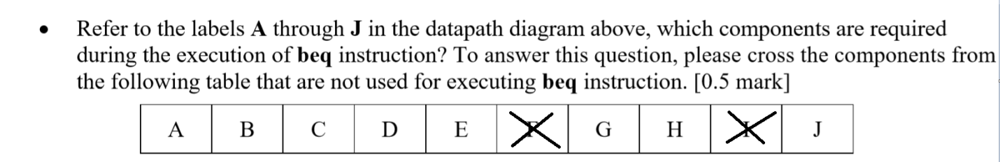 • Refer to the labels A through J in the datapath diagram above, which components are required
during the execution of beq instruction? To answer this question, please cross the components from
the following table that are not used for executing beq instruction. [0.5 mark]
A B C D E G H J